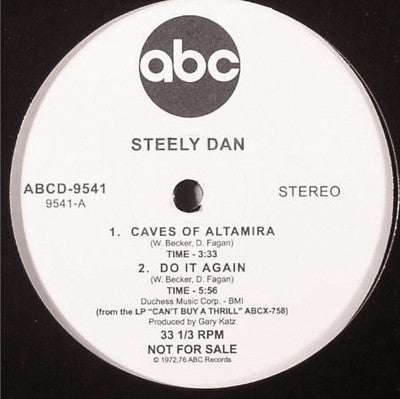 abc
STEELY DAN
ABCD-9541
9541-A
STEREO
1. CAVES OF ALTAMIRA
(W. Becker, D. Fagan)
TIME - 3:33
2. DO IT AGAIN
(W. Becker, D. Fagan)
TIME - 5:56
Duchess Music Corp. - BMI
(from the LP "CAN'T BUY A THRILL" ABCX-758)
Produced by Gary Katz
33 1/3 RPM
NOT FOR SALE
© 1972,76 ABC Records